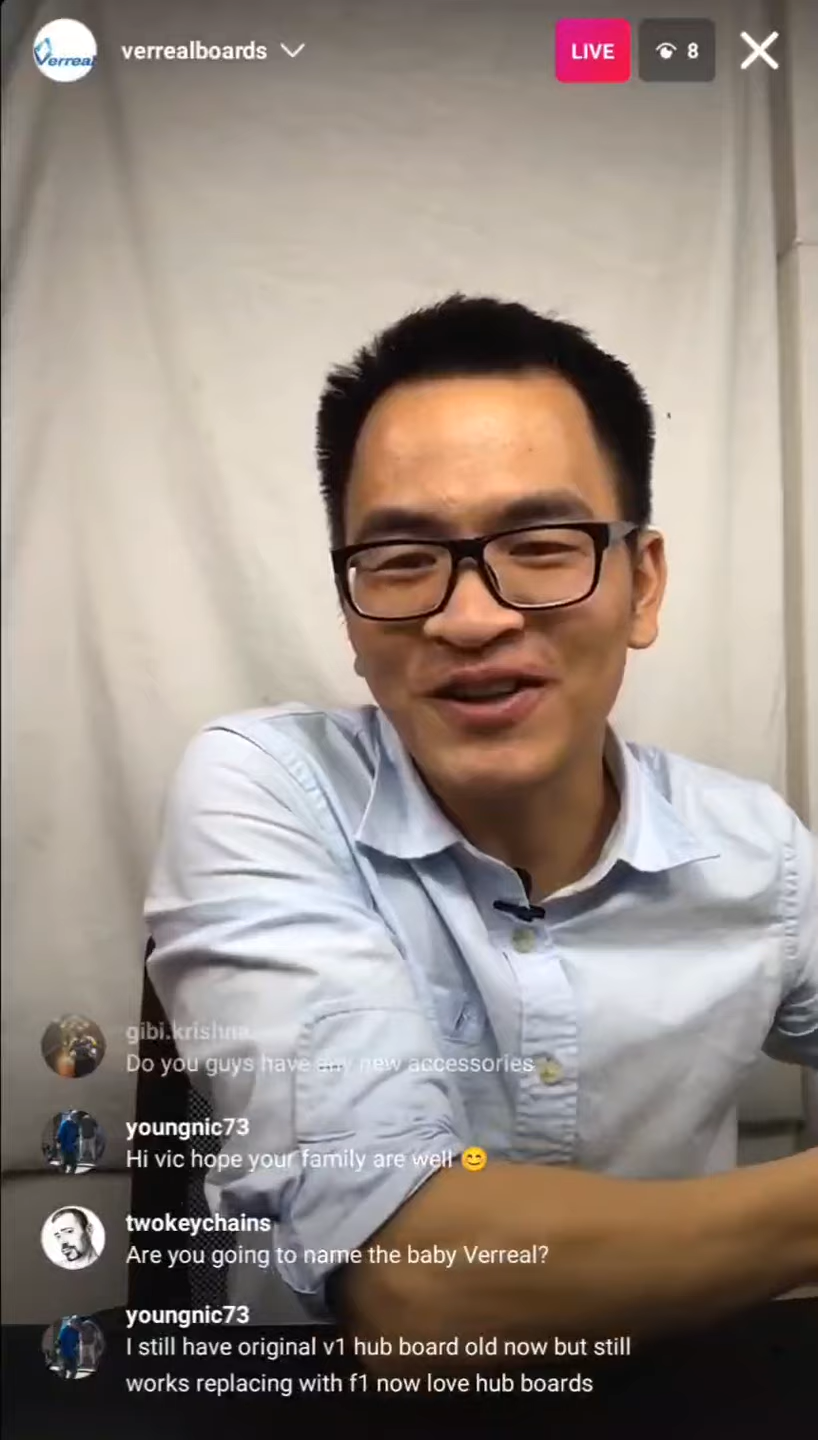 Verreal
verrealboards
LIVE
8
gibi.krishna
Do you guys have any new accessories
youngnic73
Hi vic hope your family are well 😊
twokeychains
Are you going to name the baby Verreal?
youngnic73
I still have original v1 hub board old now but still
works replacing with f1 now love hub boards